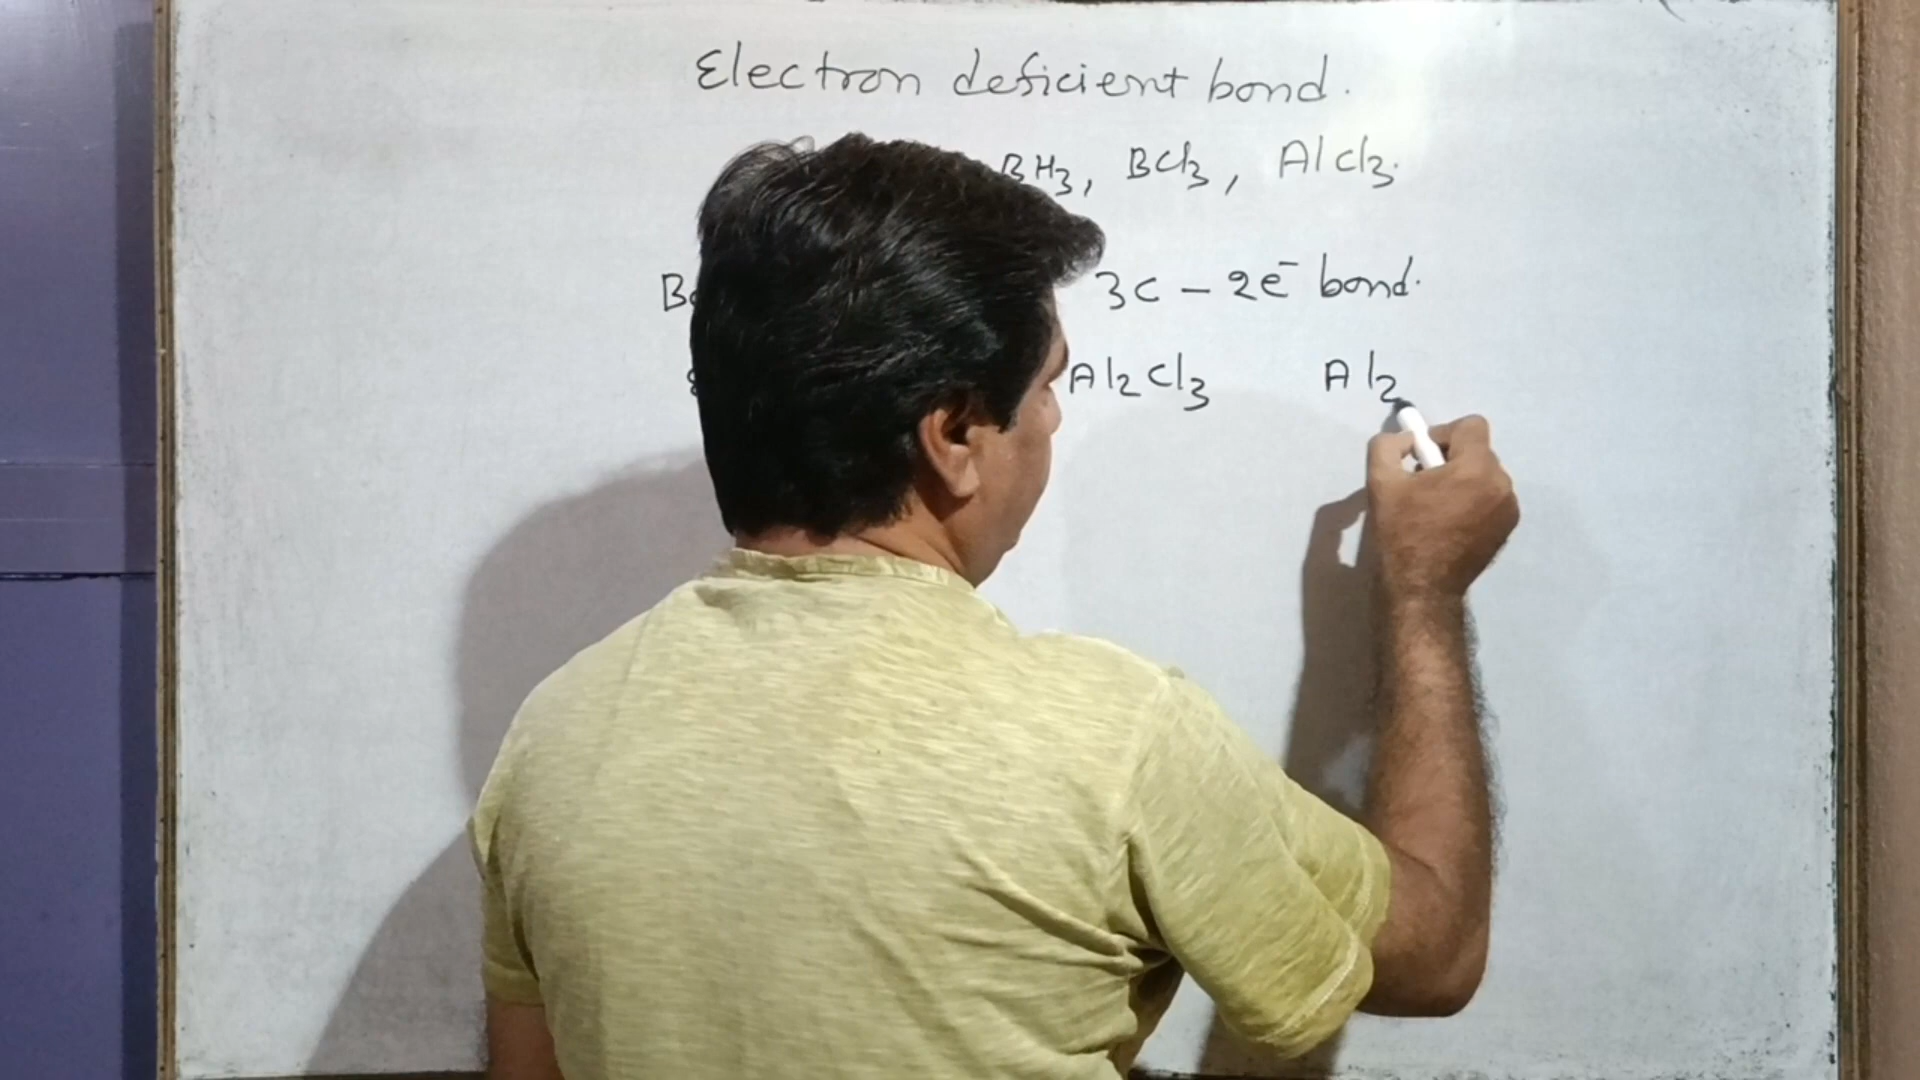 Electron deficient bond.
BH3, BCl3, AlCl3.
3c - 2e⁻ bond.
Al2Cl3 Al2